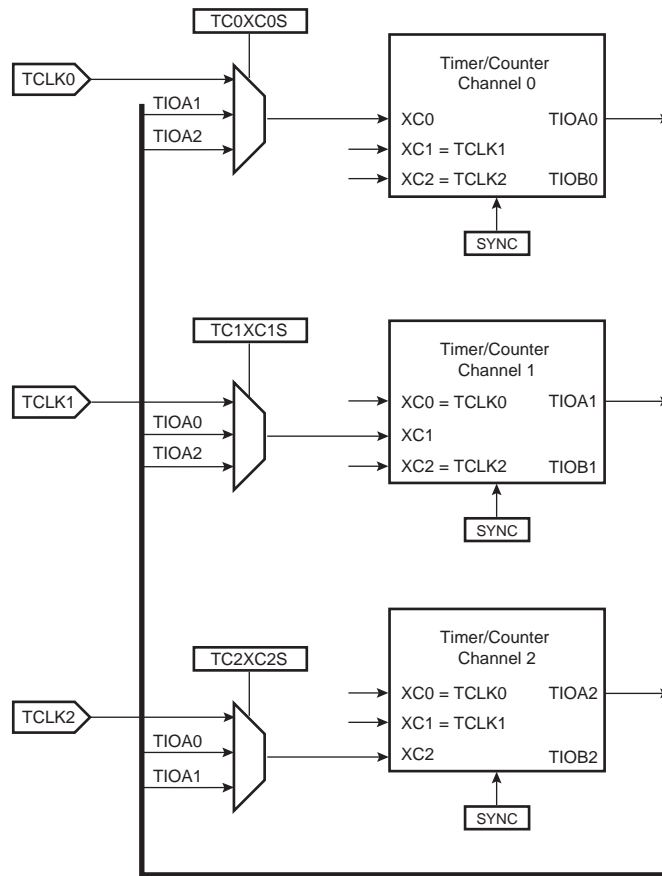 TC0XC0S
TCLK0
TIOA1
TIOA2
Timer/Counter
Channel 0
XC0
TIOA0
XC1 = TCLK1
XC2 = TCLK2
TIOB0
SYNC
TC1XC1S
TCLK1
TIOA0
TIOA2
Timer/Counter
Channel 1
XC0 = TCLK0
TIOA1
XC1
XC2 = TCLK2
TIOB1
SYNC
TC2XC2S
TCLK2
TIOA0
TIOA1
Timer/Counter
Channel 2
XC0 = TCLK0
TIOA2
XC1 = TCLK1
XC2
TIOB2
SYNC